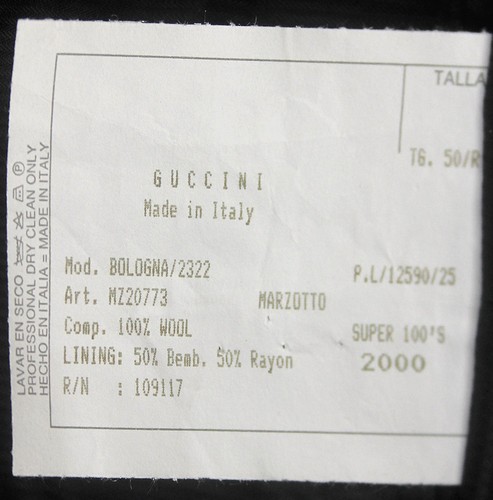 TALLA
TG. 50/R
GUCCINI
Made in Italy
Mod. BOLOGNA/2322
P.L/12590/25
Art. MZ20773
MARZOTTO
Comp. 100% WOOL
SUPER 100'S
LINING: 50% Bemb. 50% Rayon
2000
R/N : 109117
LAVAR EN SECO
PROFESSIONAL DRY CLEAN ONLY
HECHO EN ITALIA = MADE IN ITALY